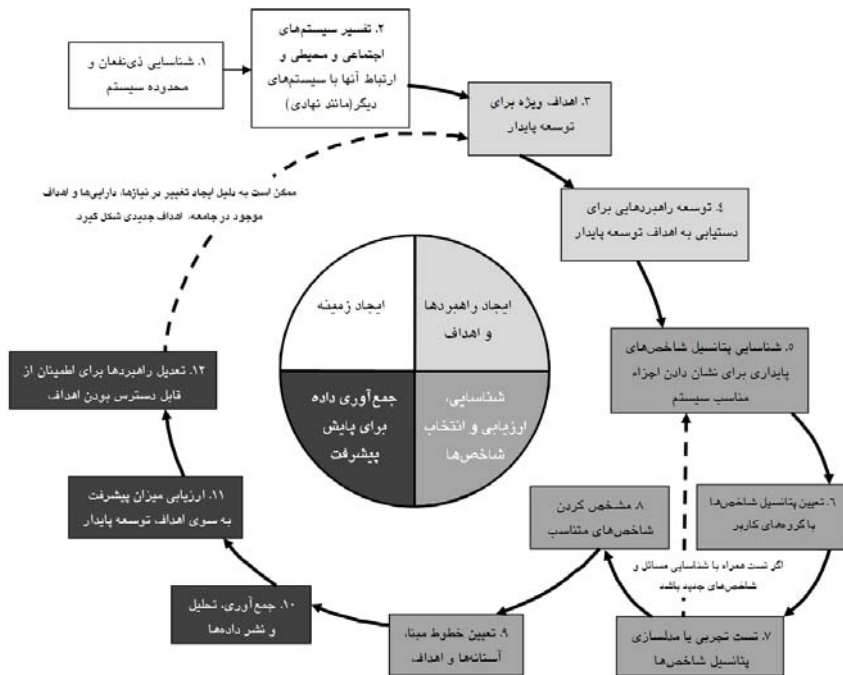 ۱. شناسایی ذی‌نفعان و
محدوده سیستم
۲. تفسیر سیستم‌های
اجتماعی و محیطی و
ارتباط آنها با سیستم‌های
دیگر(مانند نهادی)
۳. اهداف ویژه برای
توسعه پایدار
۴. توسعه راهبردهایی برای
دستیابی به اهداف توسعه پایدار
۵. شناسایی پتانسیل شاخص‌های
پایداری برای نشان دادن اجزاء
مناسب سیستم
۶. تعیین پتانسیل شاخص‌ها
با گروه‌های کاربر
اگر تست همراه با شناسایی مسائل و
شاخص‌های جدید باشد
۷. تست تجربی یا مدلسازی
پتانسیل شاخص‌ها
۸. مشخص کردن
شاخص‌های متناسب
۹. تعیین خطوط مبنا،
آستانه‌ها و اهداف
۱۰. جمع‌آوری، تحلیل
و نشر داده‌ها
۱۱. ارزیابی میزان پیشرفت
به سوی اهداف توسعه پایدار
۱۲. تعدیل راهبردها برای اطمینان از
قابل دسترس بودن اهداف
ممکن است به دلیل ایجاد تغییر در نیازها، دارایی‌ها و اهداف
موجود در جامعه، اهداف جدیدی شکل گیرد.
ایجاد زمینه
ایجاد راهبردها
و اهداف
شناسایی،
ارزیابی و انتخاب
شاخص‌ها
جمع‌آوری داده
برای پایش
پیشرفت